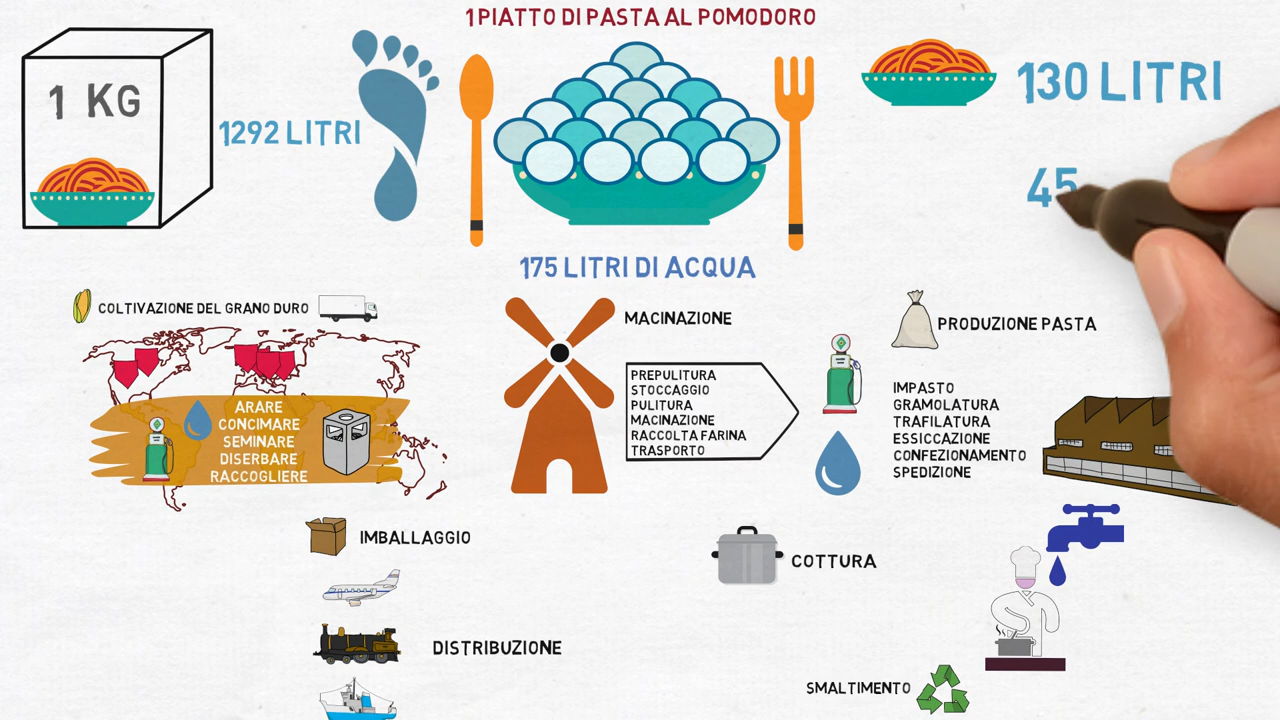 1 PIATTO DI PASTA AL POMODORO
1 KG
1292 LITRI
130 LITRI
45
175 LITRI DI ACQUA
COLTIVAZIONE DEL GRANO DURO
ARARE
CONCIMARE
SEMINARE
DISERBARE
RACCOGLIERE
MACINAZIONE
PREPULITURA
STOCCAGGIO
PULITURA
MACINAZIONE
RACCOLTA FARINA
TRASPORTO
PRODUZIONE PASTA
IMPASTO
GRAMOLATURA
TRAFILATURA
ESSICCAZIONE
CONFEZIONAMENTO
SPEDIZIONE
IMBALLAGGIO
COTTURA
DISTRIBUZIONE
SMALTIMENTO